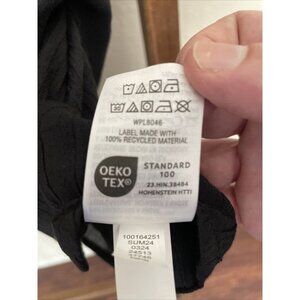 WPL8046
LABEL MADE WITH
100% RECYCLED MATERIAL
OEKO
TEX®
STANDARD
100
23.HIN.38484
HOHENSTEIN HTTI
100164251
SUM24
0324
24513